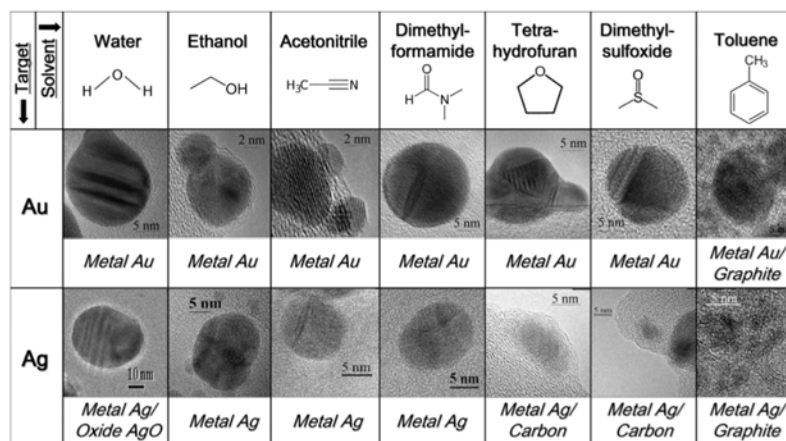 Target
Solvent
Water
Ethanol
Acetonitrile
Dimethyl-
formamide
Tetra-
hydrofuran
Dimethyl-
sulfoxide
Toluene
H O H
OH
H₃C N
O
H N
O
O
S
CH₃
Au
5 nm
2 nm
2 nm
5 nm
5 nm
5 nm
Metal Au
Metal Au
Metal Au
Metal Au
Metal Au
Metal Au
Metal Au/
Graphite
Ag
10 nm
5 nm
5 nm
5 nm
5 nm
5 nm
5 nm
Metal Ag/
Oxide AgO
Metal Ag
Metal Ag
Metal Ag
Metal Ag/
Carbon
Metal Ag/
Carbon
Metal Ag/
Graphite